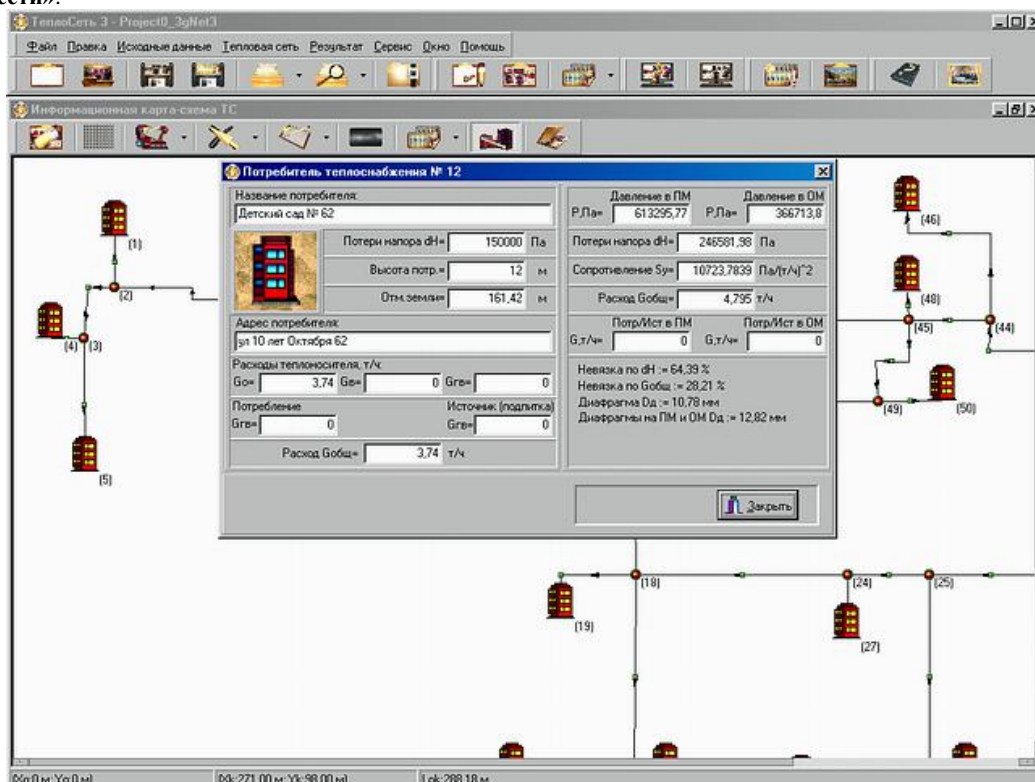 ести».
ТеплоСеть 3 - Project0_3gNet3
Файл Правка Исходные данные Тепловая сеть Результат Сервис Окно Помощь
Информационная карта-схема ТС
Потребитель теплоснабжения № 12
Название потребителя:
Детский сад № 62
Потери напора dH= 150000 Па
Высота потр.= 12 м
Отм.земли= 161,42 м
Адрес потребителя:
ул 10 лет Октября 62
Расходы теплоносителя, т/ч:
Gо= 3,74 Gв= 0 Gгв= 0
Потребление Источник (подпитка)
Gгв= 0 Gгв= 0
Расход Gобщ= 3,74 т/ч
Давление в ПМ Давление в ОМ
P,Па= 613295,77 P,Па= 366713,8
Потери напора dH= 246581,98 Па
Сопротивление Sу= 10723,7839 Па/(т/ч)^2
Расход Gобщ= 4,795 т/ч
Потр/Ист в ПМ Потр/Ист в ОМ
G,т/ч= 0 G,т/ч= 0
Невязка по dH := 64,39 %
Невязка по Gобщ := 28,21 %
Диафрагма Dд := 10,78 мм
Диафрагмы на ПМ и ОМ Dд := 12,82 мм
Закрыть
(1)
(2)
(4) (3)
(5)
(46)
(48)
(45) (44)
(49) (50)
(18) (24) (25)
(19)
(27)
(Xg:0 м; Yg:0 м) (Xk:271,00 м; Yk:98,00 м) Lpk:288,18 м